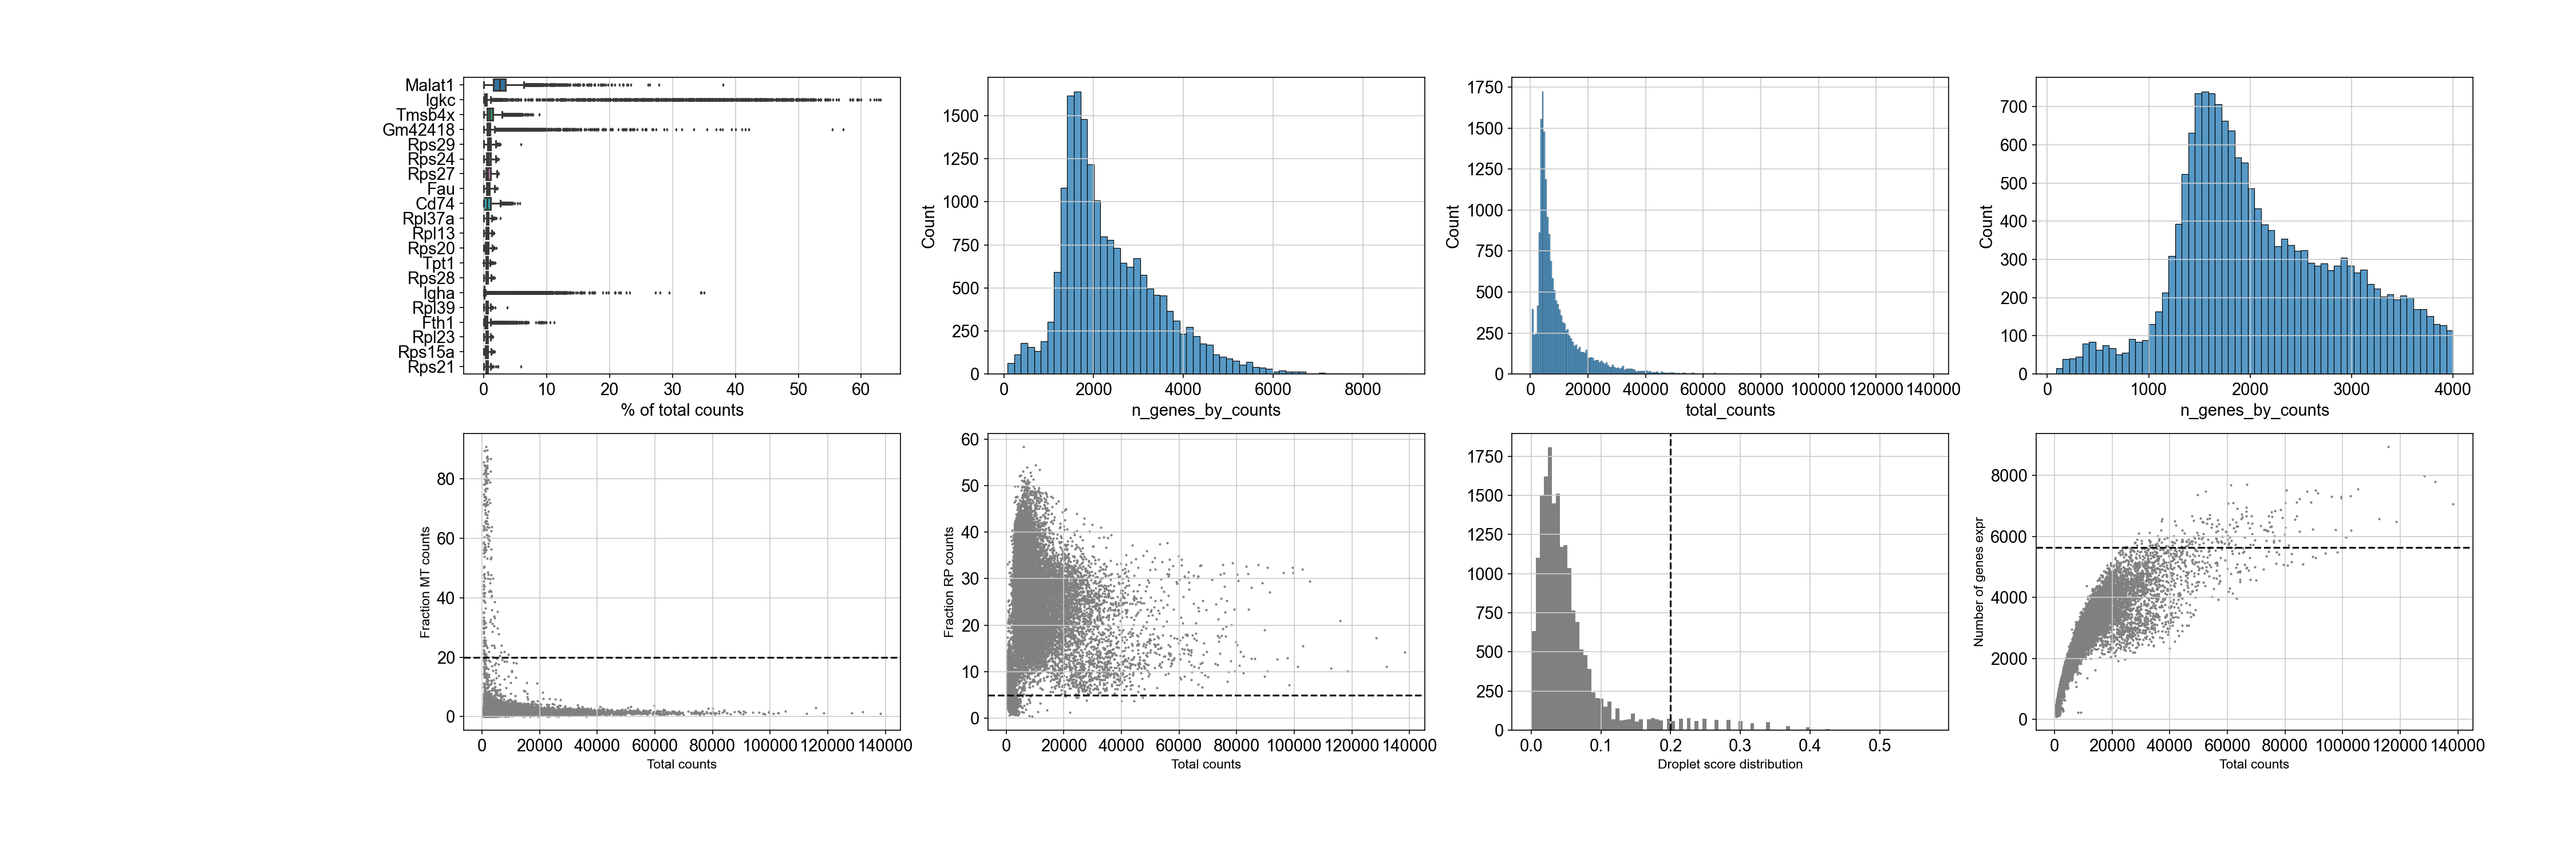 Malat1
Igkc
Tmsb4x
Gm42418
Rps29
Rps24
Rps27
Fau
Cd74
Rpl37a
Rpl13
Rps20
Tpt1
Rps28
Igha
Rpl39
Fth1
Rpl23
Rps15a
Rps21
0 10 20 30 40 50 60
% of total counts
1500
1250
1000
750
500
250
0
Count
0 2000 4000 6000 8000
n_genes_by_counts
1750
1500
1250
1000
750
500
250
0
Count
0 20000 40000 60000 80000 100000 120000 140000
total_counts
700
600
500
400
300
200
100
0
Count
0 1000 2000 3000 4000
n_genes_by_counts
80
60
40
20
0
Fraction MT counts
0 20000 40000 60000 80000 100000 120000 140000
Total counts
60
50
40
30
20
10
0
Fraction RP counts
0 20000 40000 60000 80000 100000 120000 140000
Total counts
1750
1500
1250
1000
750
500
250
0
0.0 0.1 0.2 0.3 0.4 0.5
Droplet score distribution
8000
6000
4000
2000
0
Number of genes expr
0 20000 40000 60000 80000 100000 120000 140000
Total counts